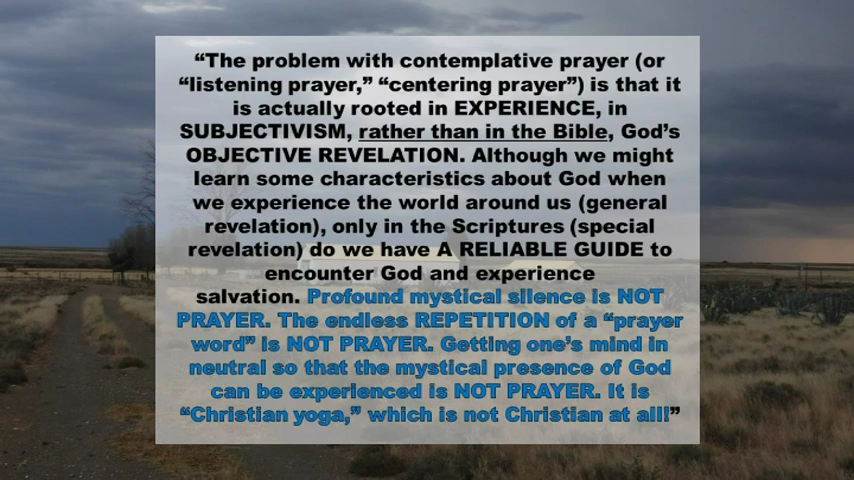 “The problem with contemplative prayer (or
“listening prayer,” “centering prayer”) is that it
is actually rooted in EXPERIENCE, in
SUBJECTIVISM, rather than in the Bible, God’s
OBJECTIVE REVELATION. Although we might
learn some characteristics about God when
we experience the world around us (general
revelation), only in the Scriptures (special
revelation) do we have A RELIABLE GUIDE to
encounter God and experience
salvation. Profound mystical silence is NOT
PRAYER. The endless REPETITION of a “prayer
word” is NOT PRAYER. Getting one’s mind in
neutral so that the mystical presence of God
can be experienced is NOT PRAYER. It is
“Christian yoga,” which is not Christian at all!”